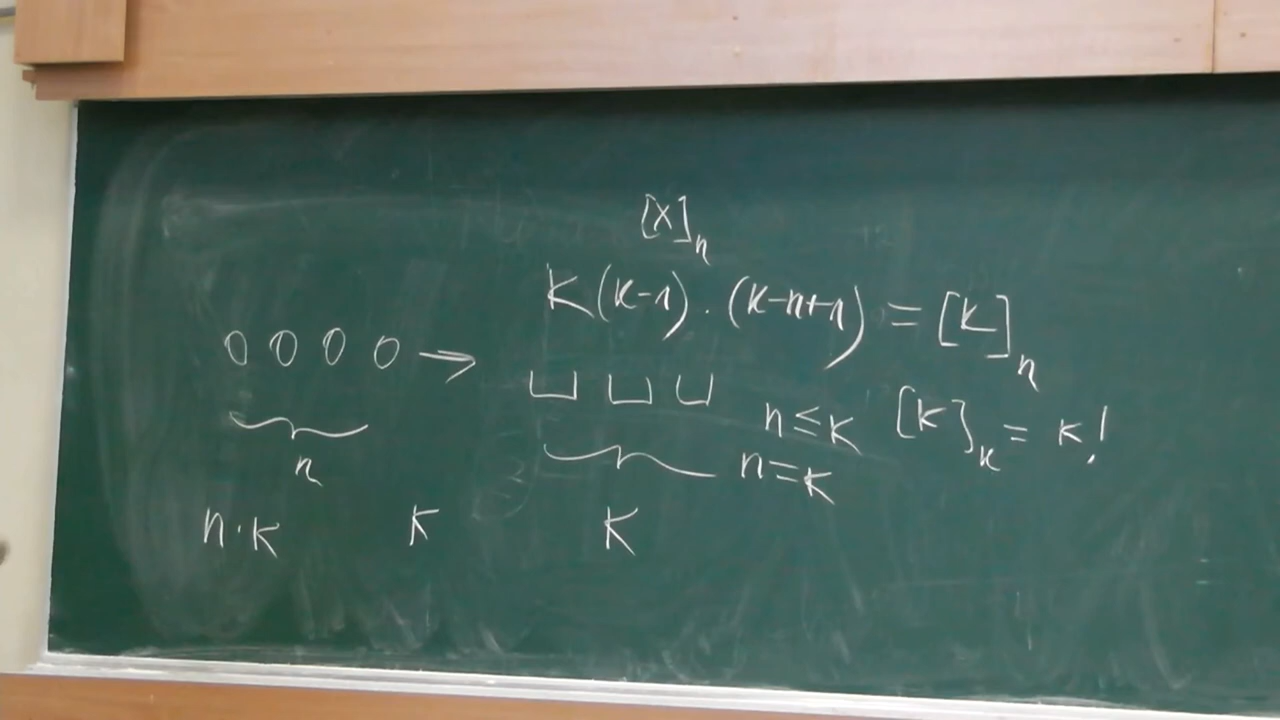 [x]_n
K(k-1).(k-n+1) = [k]_n
0 0 0 0 →
n≤k [k]_k = k!
n n=k
n·k k K